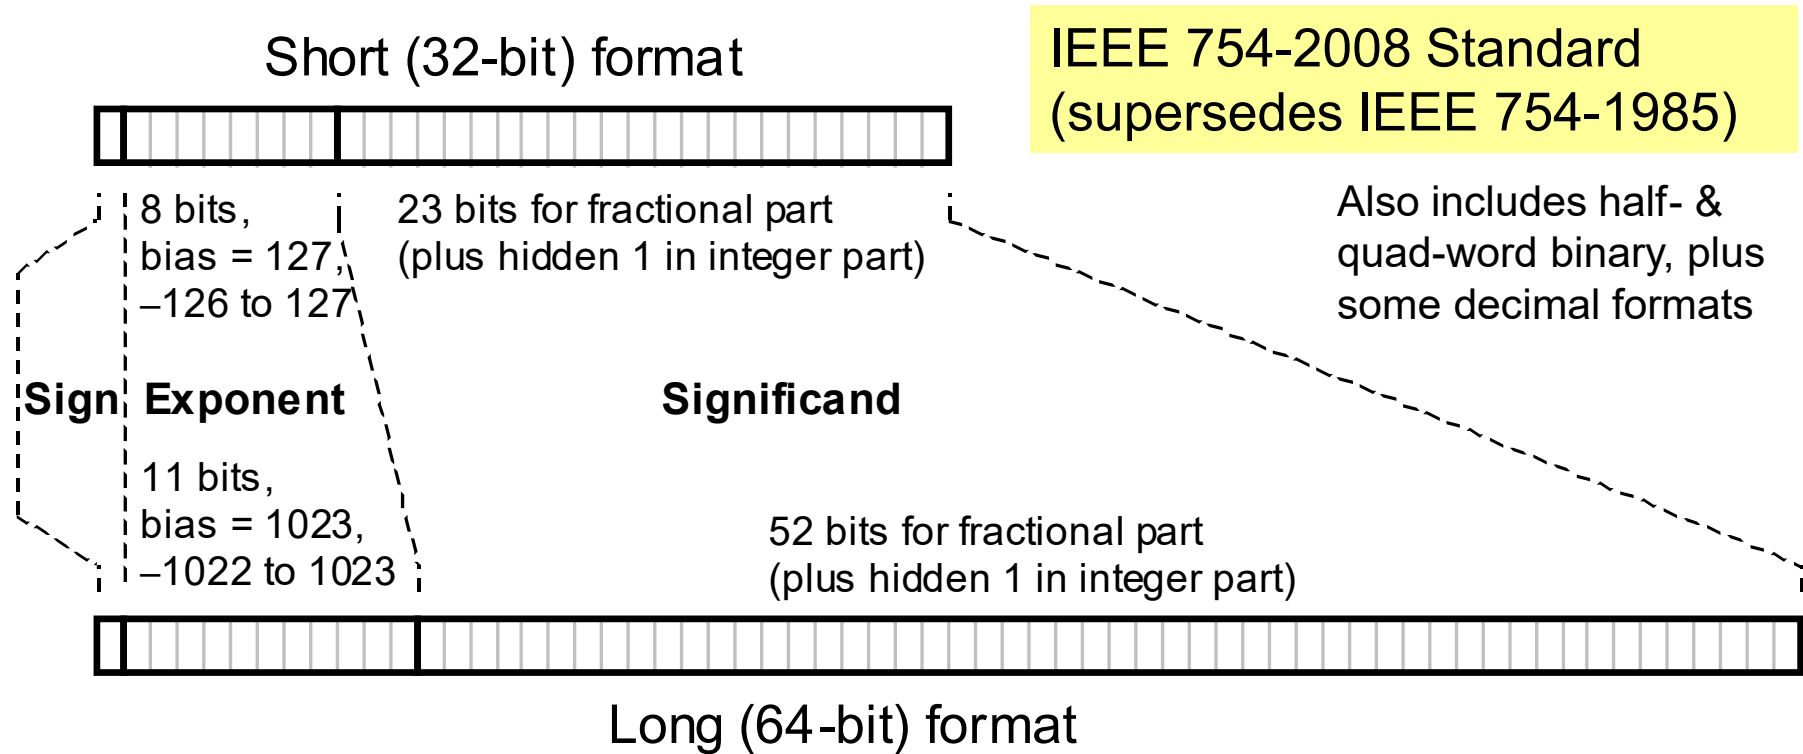 Short (32-bit) format
IEEE 754-2008 Standard
(supersedes IEEE 754-1985)
8 bits,
bias = 127,
–126 to 127
23 bits for fractional part
(plus hidden 1 in integer part)
Also includes half- &
quad-word binary, plus
some decimal formats
Sign Exponent Significand
11 bits,
bias = 1023,
–1022 to 1023
52 bits for fractional part
(plus hidden 1 in integer part)
Long (64-bit) format